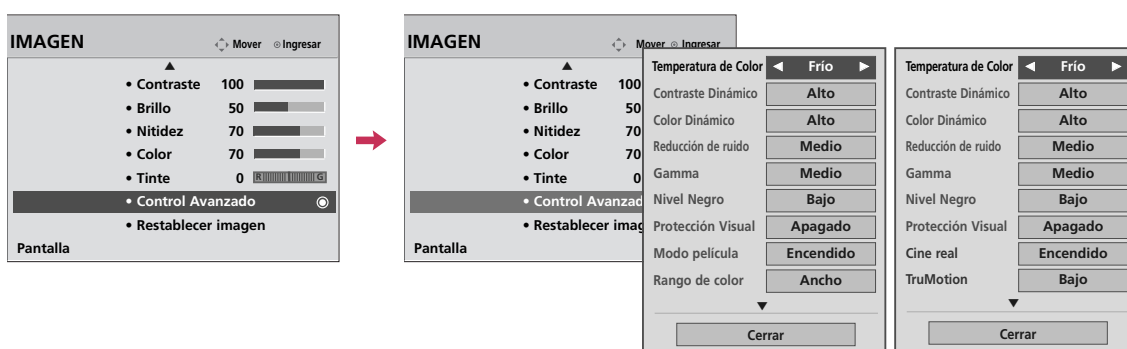 IMAGEN
Mover Ingresar
Contraste 100
Brillo 50
Nitidez 70
Color 70
Tinte 0 R G
Control Avanzado
Restablecer imagen
Pantalla
IMAGEN
Mover Ingresar
Contraste 100
Brillo 50
Nitidez 70
Color 70
Tinte 0
Control Avanzad
Restablecer imag
Pantalla
Temperatura de Color Frío
Contraste Dinámico Alto
Color Dinámico Alto
Reducción de ruido Medio
Gamma Medio
Nivel Negro Bajo
Protección Visual Apagado
Modo película Encendido
Rango de color Ancho
Cerrar
Temperatura de Color Frío
Contraste Dinámico Alto
Color Dinámico Alto
Reducción de ruido Medio
Gamma Medio
Nivel Negro Bajo
Protección Visual Apagado
Cine real Encendido
TruMotion Bajo
Cerrar